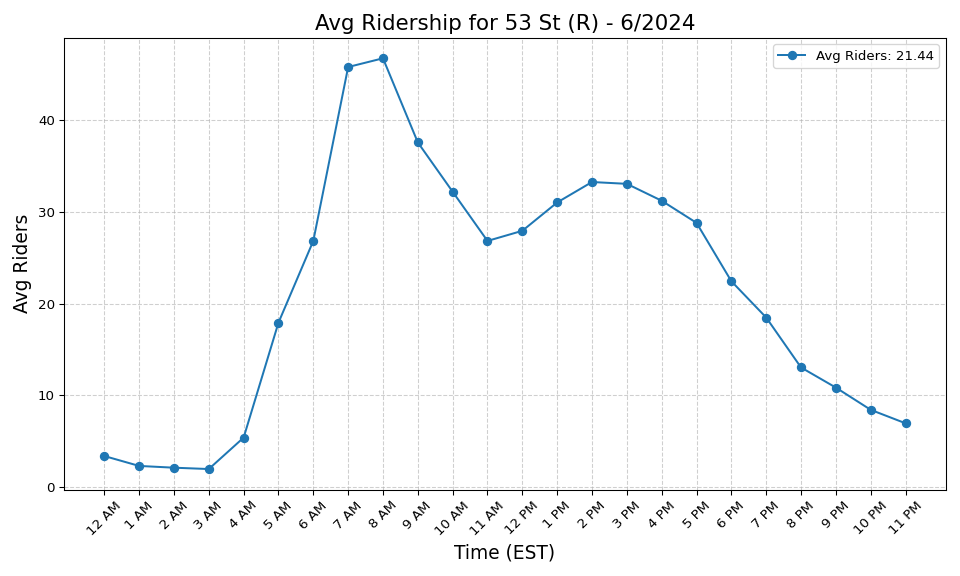 Avg Ridership for 53 St (R) - 6/2024
Avg Riders: 21.44
Avg Riders
40
30
20
10
0
12 AM
1 AM
2 AM
3 AM
4 AM
5 AM
6 AM
7 AM
8 AM
9 AM
10 AM
11 AM
12 PM
1 PM
2 PM
3 PM
4 PM
5 PM
6 PM
7 PM
8 PM
9 PM
10 PM
11 PM
Time (EST)